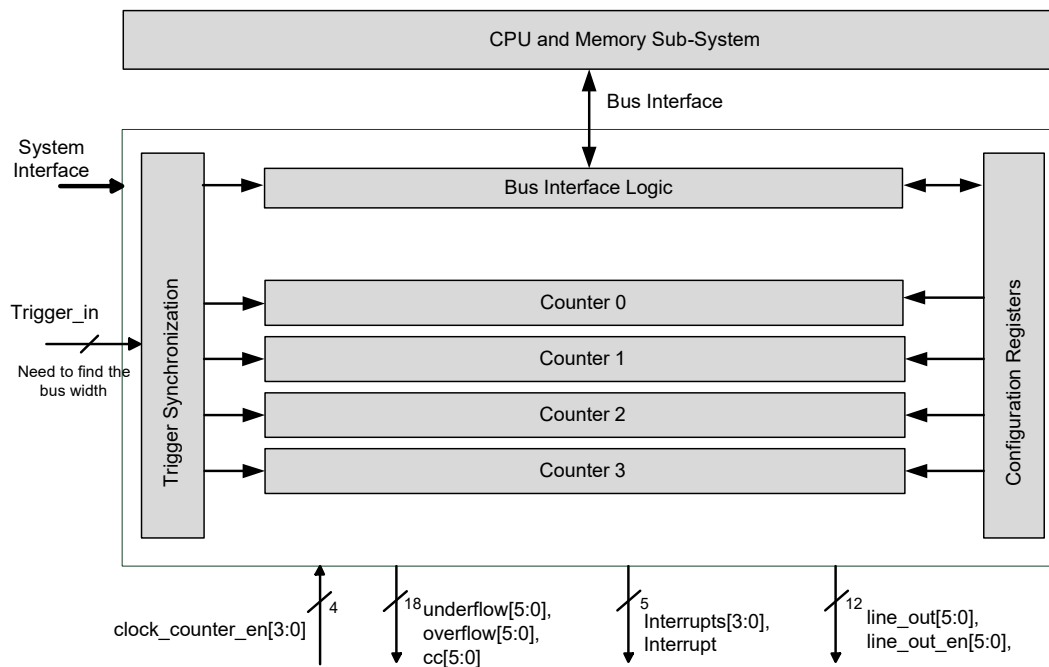 CPU and Memory Sub-System
Bus Interface
System
Interface
Bus Interface Logic
Trigger Synchronization
Configuration Registers
Counter 0
Trigger_in
Need to find the
bus width
Counter 1
Counter 2
Counter 3
clock_counter_en[3:0]
4
18
underflow[5:0],
overflow[5:0],
cc[5:0]
5
Interrupts[3:0],
Interrupt
12
line_out[5:0],
line_out_en[5:0],